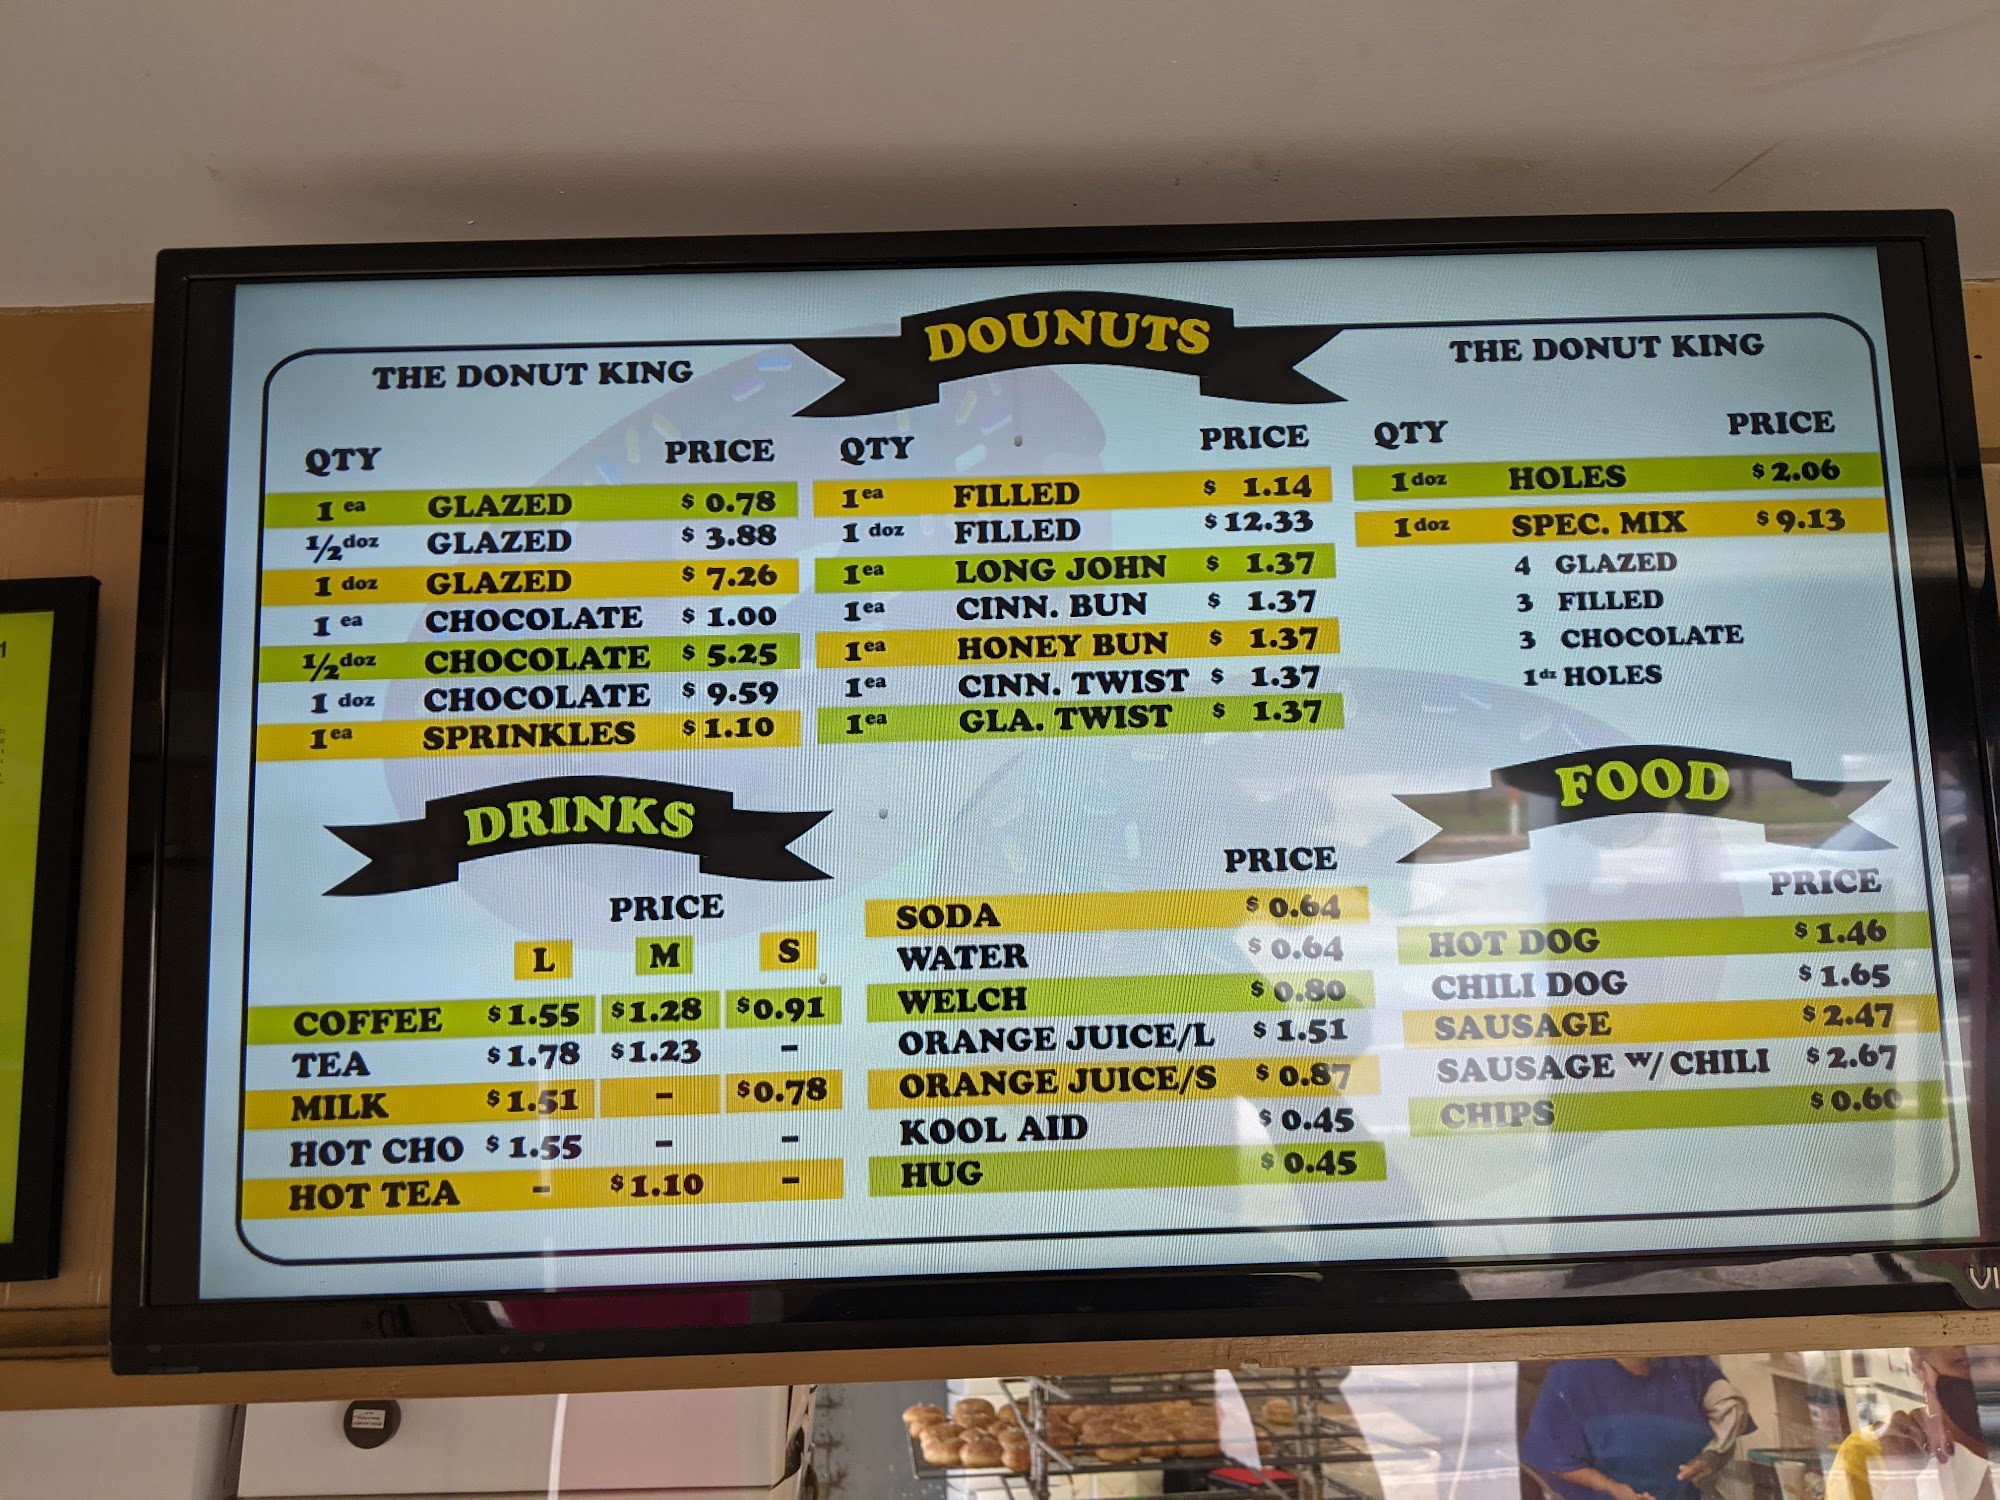 DOUNUTS
THE DONUT KING
THE DONUT KING
QTY PRICE
1 ea GLAZED $ 0.78
1/2 doz GLAZED $ 3.88
1 doz GLAZED $ 7.26
1 ea CHOCOLATE $ 1.00
1/2 doz CHOCOLATE $ 5.25
1 doz CHOCOLATE $ 9.59
1 ea SPRINKLES $ 1.10
QTY PRICE
1 ea FILLED $ 1.14
1 doz FILLED $ 12.33
1 ea LONG JOHN $ 1.37
1 ea CINN. BUN $ 1.37
1 ea HONEY BUN $ 1.37
1 ea CINN. TWIST $ 1.37
1 ea GLA. TWIST $ 1.37
QTY PRICE
1 doz HOLES $ 2.06
1 doz SPEC. MIX $ 9.13
4 GLAZED
3 FILLED
3 CHOCOLATE
1 dz HOLES
DRINKS
PRICE
L M S
COFFEE $ 1.55 $ 1.28 $ 0.91
TEA $ 1.78 $ 1.23 –
MILK $ 1.51 – $ 0.78
HOT CHO $ 1.55 – –
HOT TEA – $ 1.10 –
PRICE
SODA $ 0.64
WATER $ 0.64
WELCH $ 0.80
ORANGE JUICE/L $ 1.51
ORANGE JUICE/S $ 0.87
KOOL AID $ 0.45
HUG $ 0.45
FOOD
PRICE
HOT DOG $ 1.46
CHILI DOG $ 1.65
SAUSAGE $ 2.47
SAUSAGE W/ CHILI $ 2.67
CHIPS $ 0.60